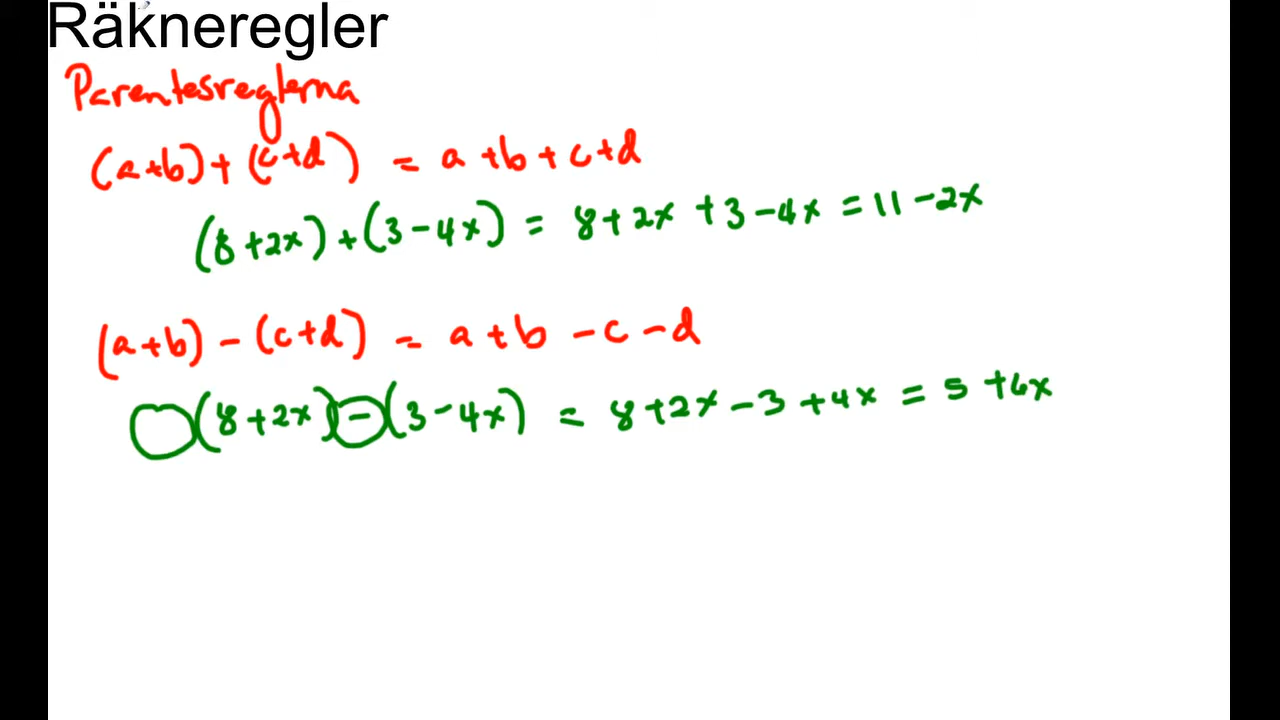 Räkneregler
Parentesreglerna
(a+b)+(c+d) = a+b+c+d
(8+2x)+(3-4x) = 8+2x+3-4x = 11-2x
(a+b)-(c+d) = a+b-c-d
(8+2x)-(3-4x) = 8+2x-3+4x = 5+6x